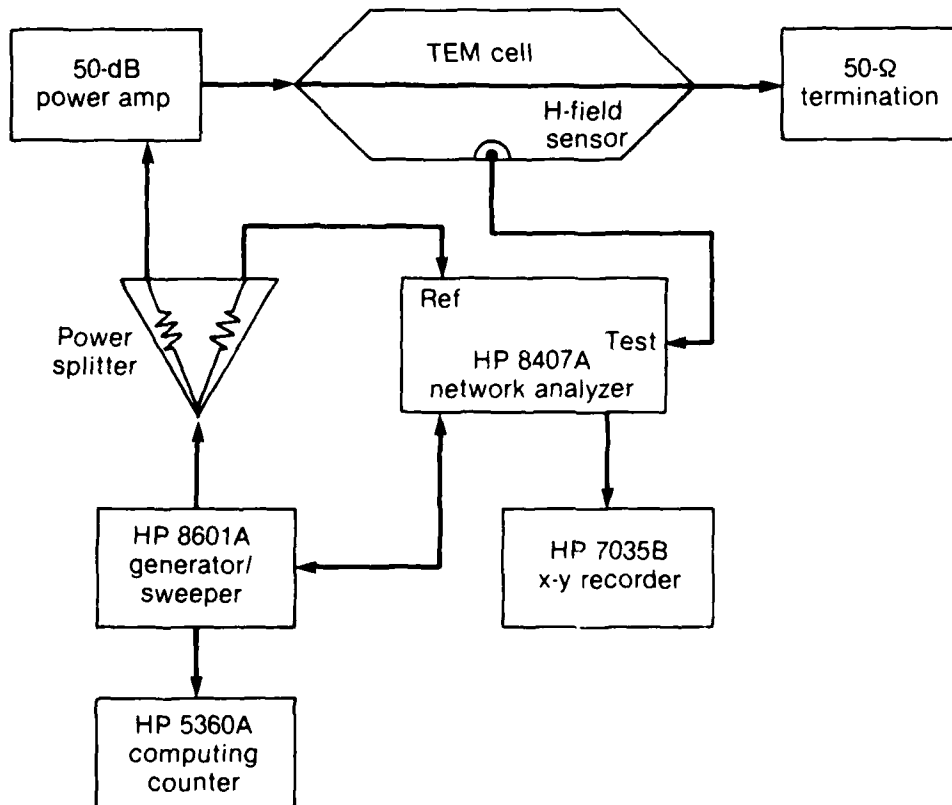 50-dB
power amp
TEM cell
H-field
sensor
50-Ω
termination
Power
splitter
Ref
Test
HP 8407A
network analyzer
HP 8601A
generator/
sweeper
HP 7035B
x-y recorder
HP 5360A
computing
counter